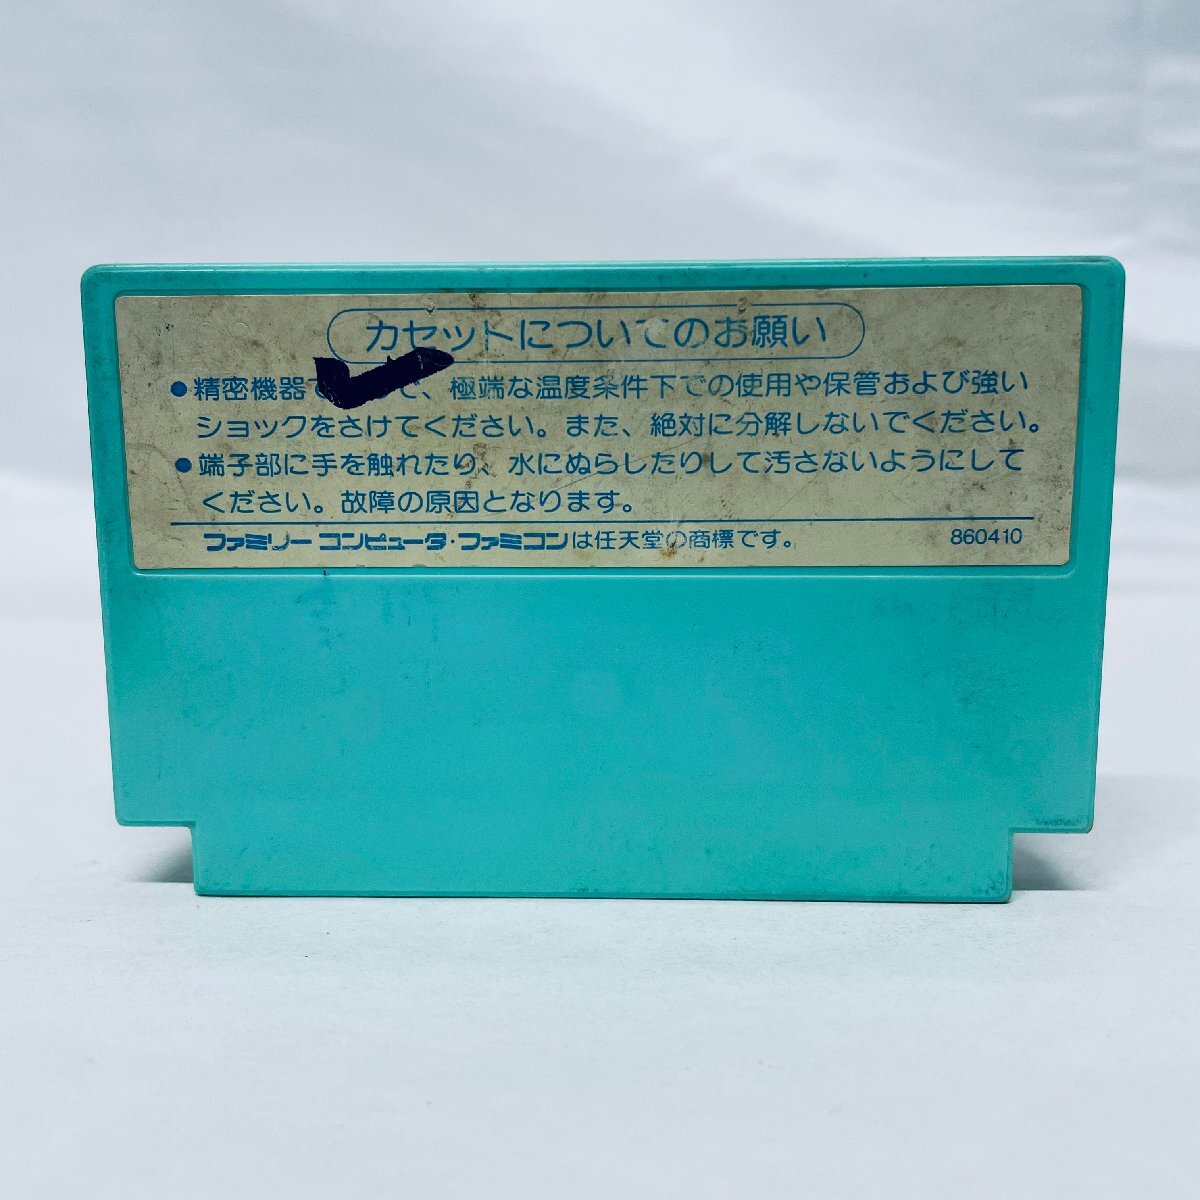 カセットについてのお願い
●精密機器で で、極端な温度条件下での使用や保管および強い
ショックをさけてください。また、絶対に分解しないでください。
●端子部に手を触れたり、水にぬらしたりして汚さないようにして
ください。故障の原因となります。
ファミリーコンピュータ・ファミコンは任天堂の商標です。 860410